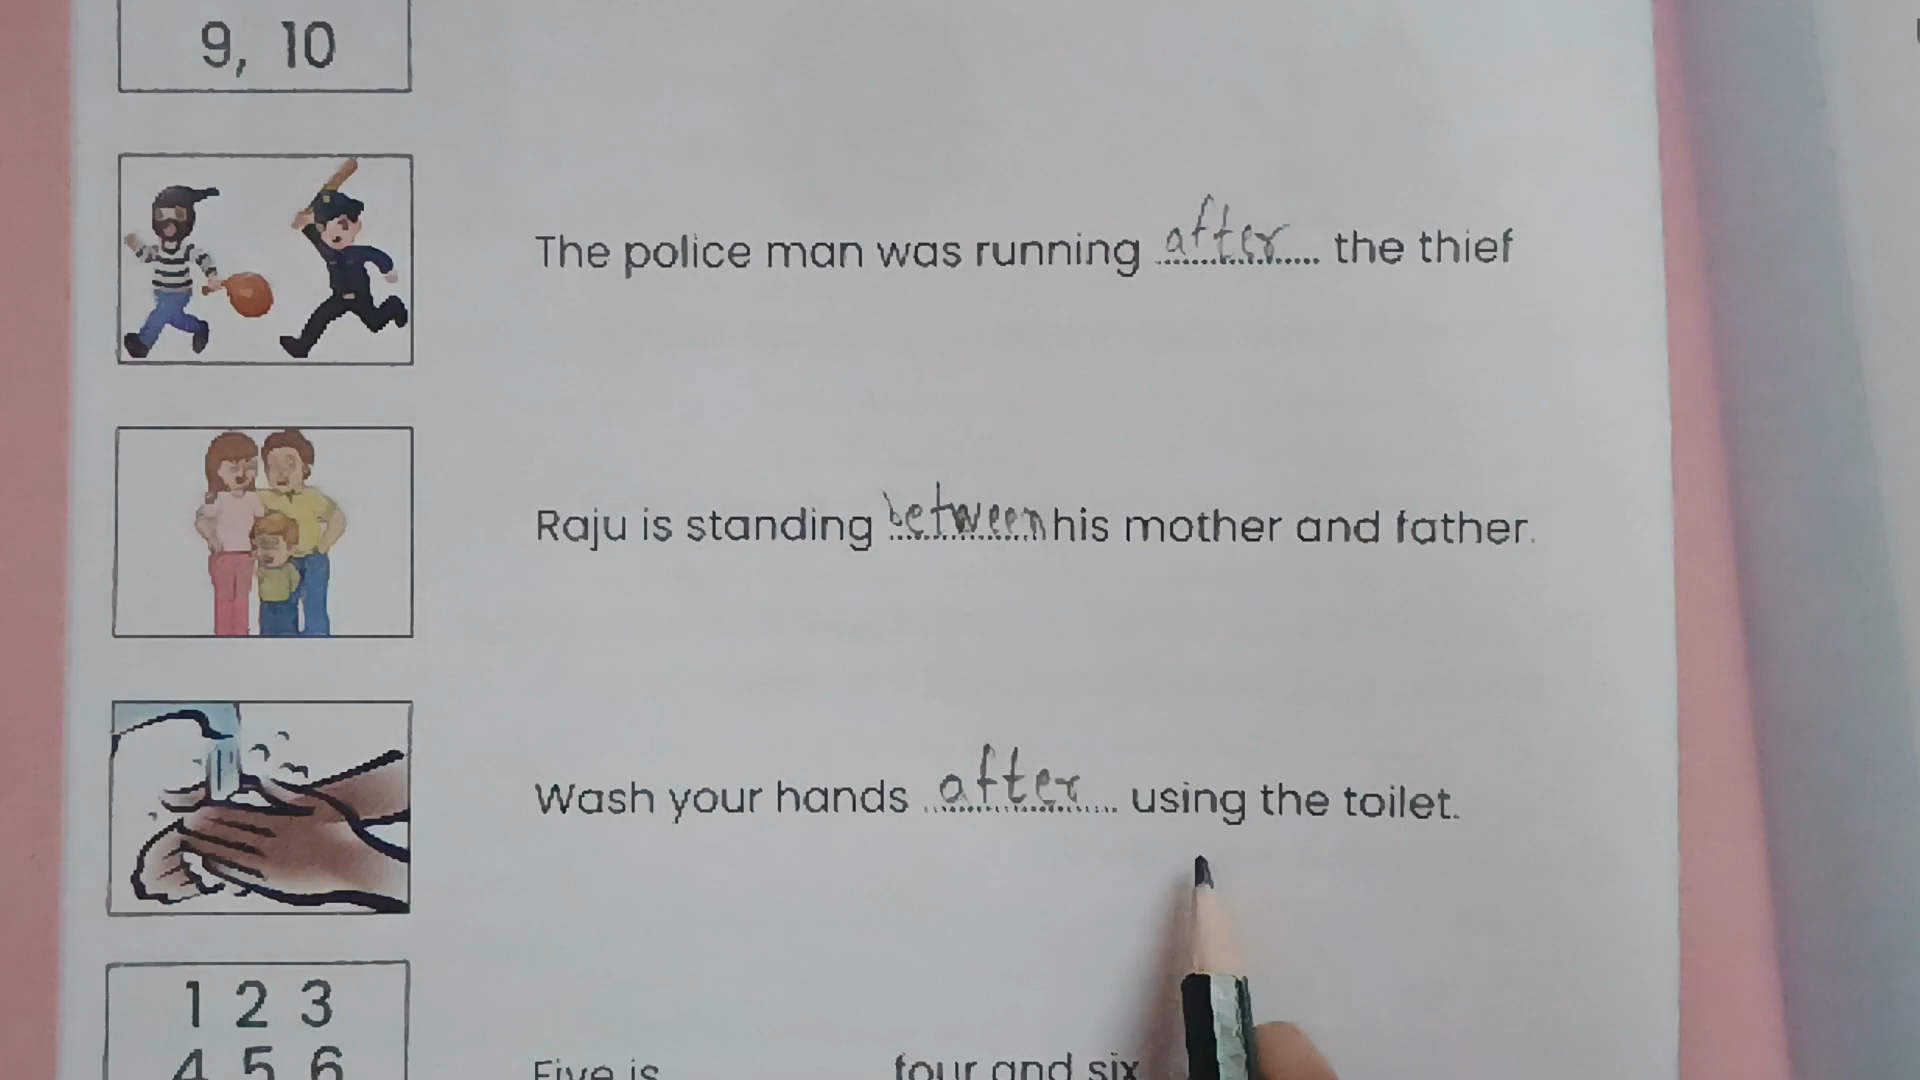 9, 10
The police man was running after the thief
Raju is standing between his mother and father.
Wash your hands after using the toilet.
1 2 3
4 5 6
Five is four and six